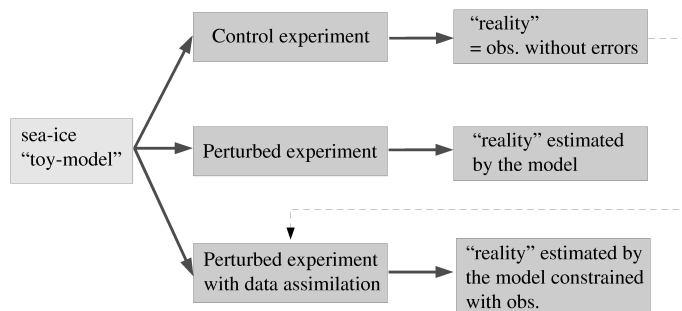 Control experiment
“reality”
= obs. without errors
sea-ice
“toy-model”
Perturbed experiment
“reality” estimated
by the model
Perturbed experiment
with data assimilation
“reality” estimated by
the model constrained
with obs.